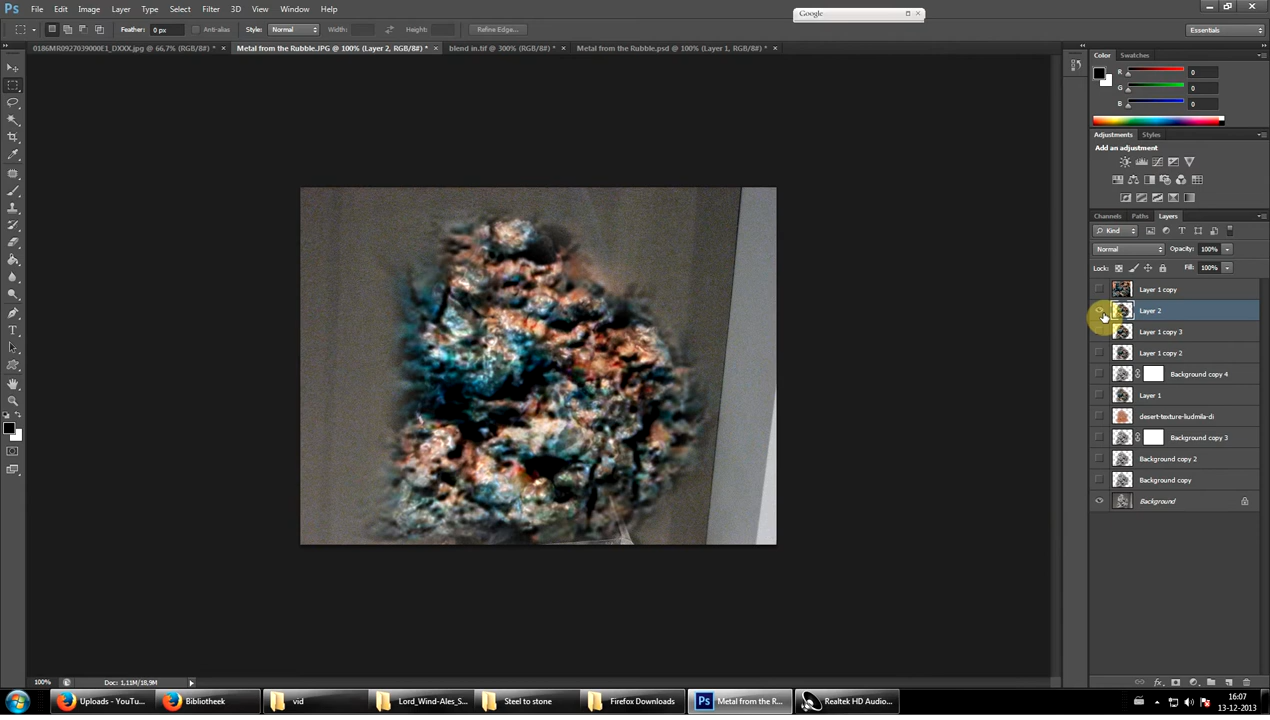 Google
Ps File Edit Image Layer Type Select Filter 3D View Window Help
Feather: 0 px Anti-alias Style: Normal Width: Height: Refine Edge... Essentials
0186MR0927039000E1_DXXX.jpg @ 66,7% (RGB/8#) * × Metal from the Rubble.JPG @ 100% (Layer 2, RGB/8#) * × blend in.tif @ 300% (RGB/8#) * × Metal from the Rubble.psd @ 100% (Layer 1, RGB/8#) * ×
Color Swatches
R 0
G 0
B 0
Adjustments Styles
Add an adjustment
Channels Paths Layers
Kind
Normal Opacity: 100%
Lock: Fill: 100%
Layer 1 copy
Layer 2
Layer 1 copy 3
Layer 1 copy 2
Background copy 4
Layer 1
desert-texture-liudmila-di
Background copy 3
Background copy 2
Background copy
Background
100% Doc: 1,11M/18,9M
Uploads - YouTu... Bibliotheek vid Lord_Wind-Ales_S... Steel to stone Firefox Downloads Ps Metal from the R... Realtek HD Audio...
16:07
13-12-2013